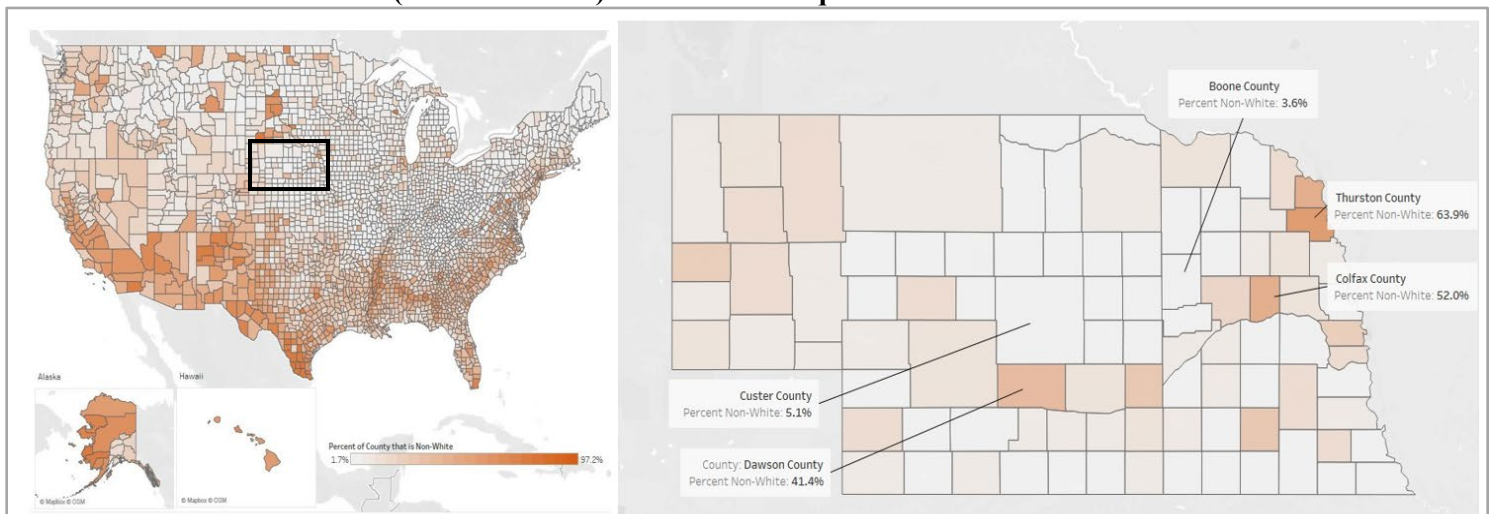 Alaska
Hawaii
Percent of County that is Non-White
1.7%
97.2%
© Mapbox © OSM
© Mapbox © OSM
Boone County
Percent Non-White: 3.6%
Thurston County
Percent Non-White: 63.9%
Colfax County
Percent Non-White: 52.0%
Custer County
Percent Non-White: 5.1%
County: Dawson County
Percent Non-White: 41.4%